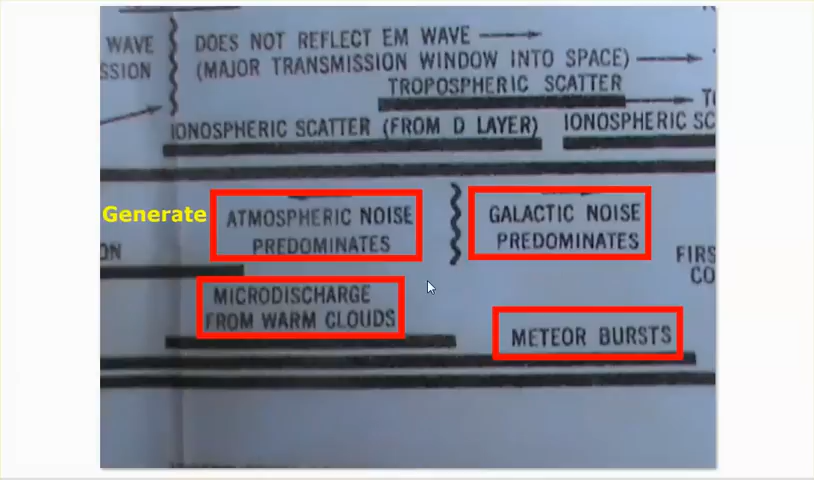 WAVE
DOES NOT REFLECT EM WAVE
SSION
(MAJOR TRANSMISSION WINDOW INTO SPACE)
TROPOSPHERIC SCATTER
IONOSPHERIC SCATTER (FROM D LAYER)
IONOSPHERIC SC
Generate
ATMOSPHERIC NOISE
PREDOMINATES
GALACTIC NOISE
PREDOMINATES
ON
FIRS
CO
MICRODISCHARGE
FROM WARM CLOUDS
METEOR BURSTS